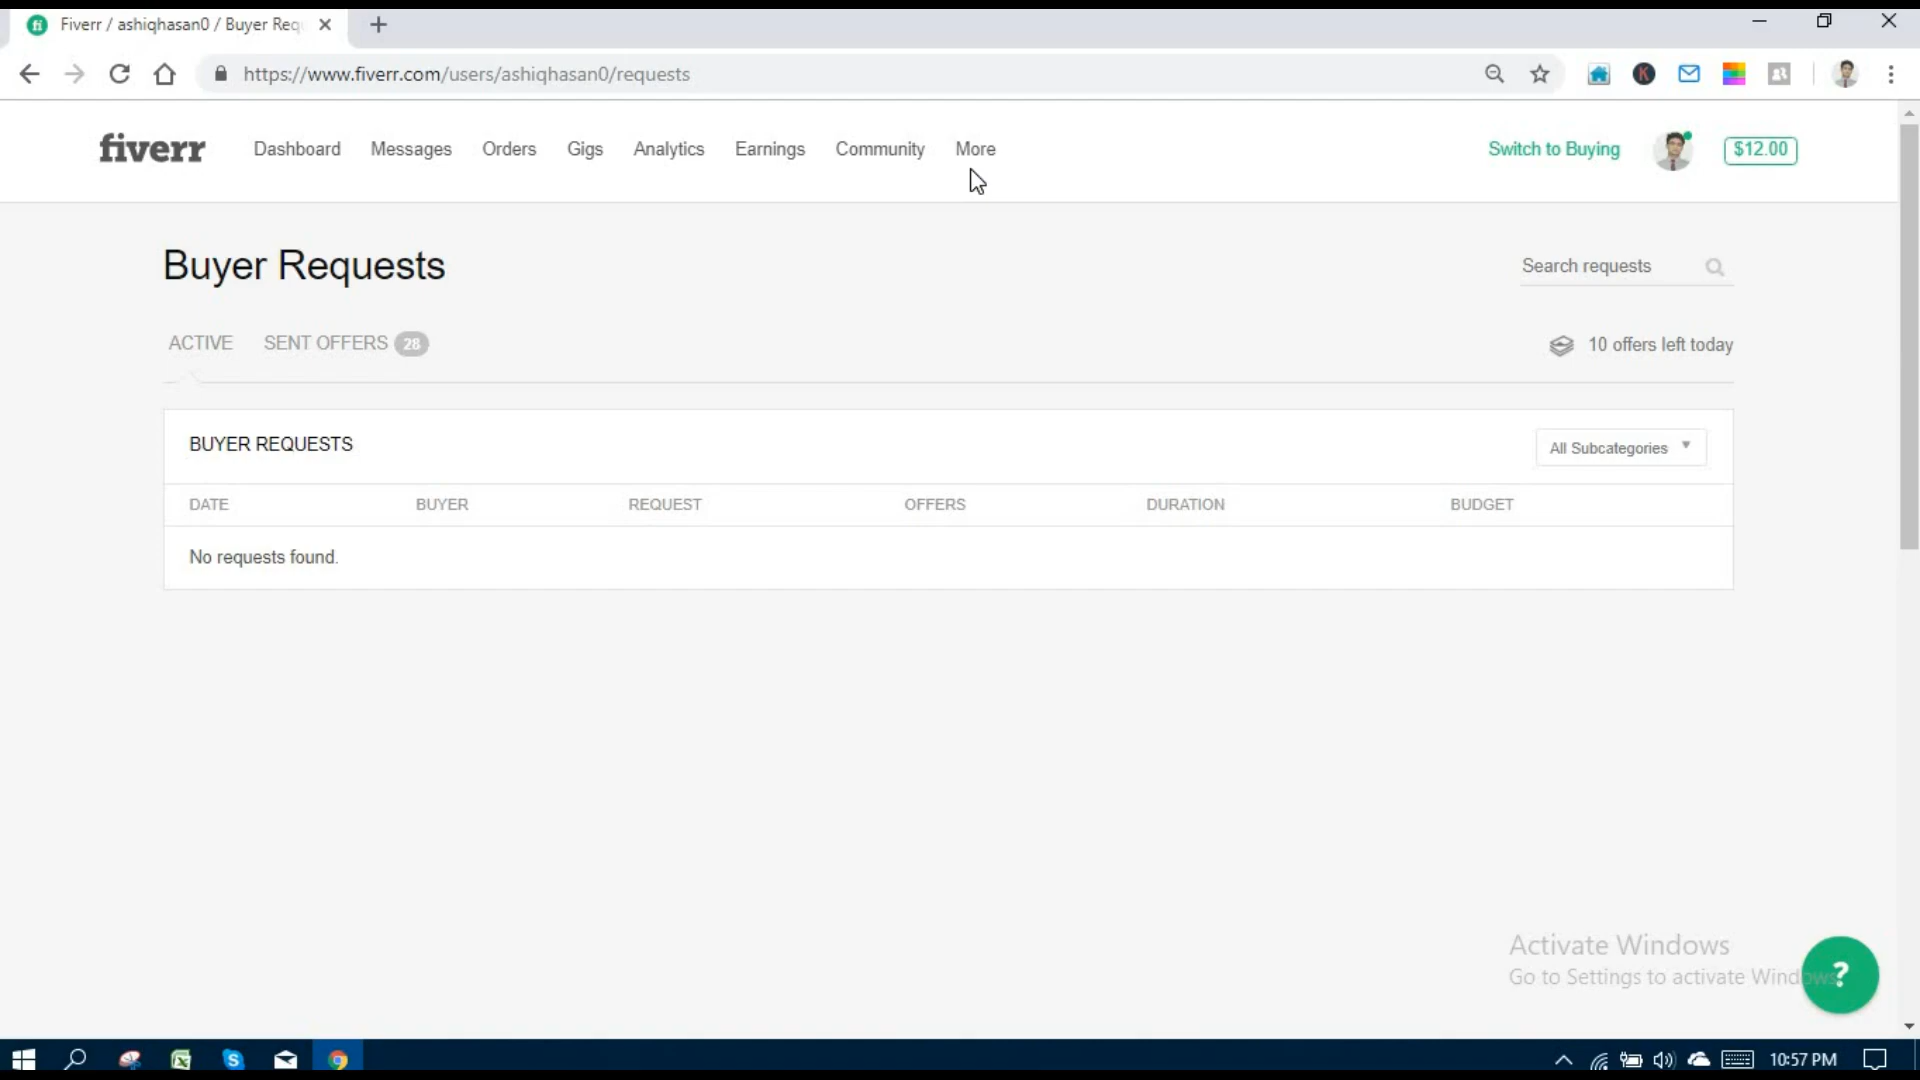 Fiverr / ashiqhasan0 / Buyer Req
https://www.fiverr.com/users/ashiqhasan0/requests
fiverr Dashboard Messages Orders Gigs Analytics Earnings Community More Switch to Buying $12.00
Buyer Requests
Search requests
ACTIVE SENT OFFERS 28
10 offers left today
BUYER REQUESTS
All Subcategories
DATE BUYER REQUEST OFFERS DURATION BUDGET
No requests found.
Activate Windows
Go to Settings to activate Windows.
?
10:57 PM